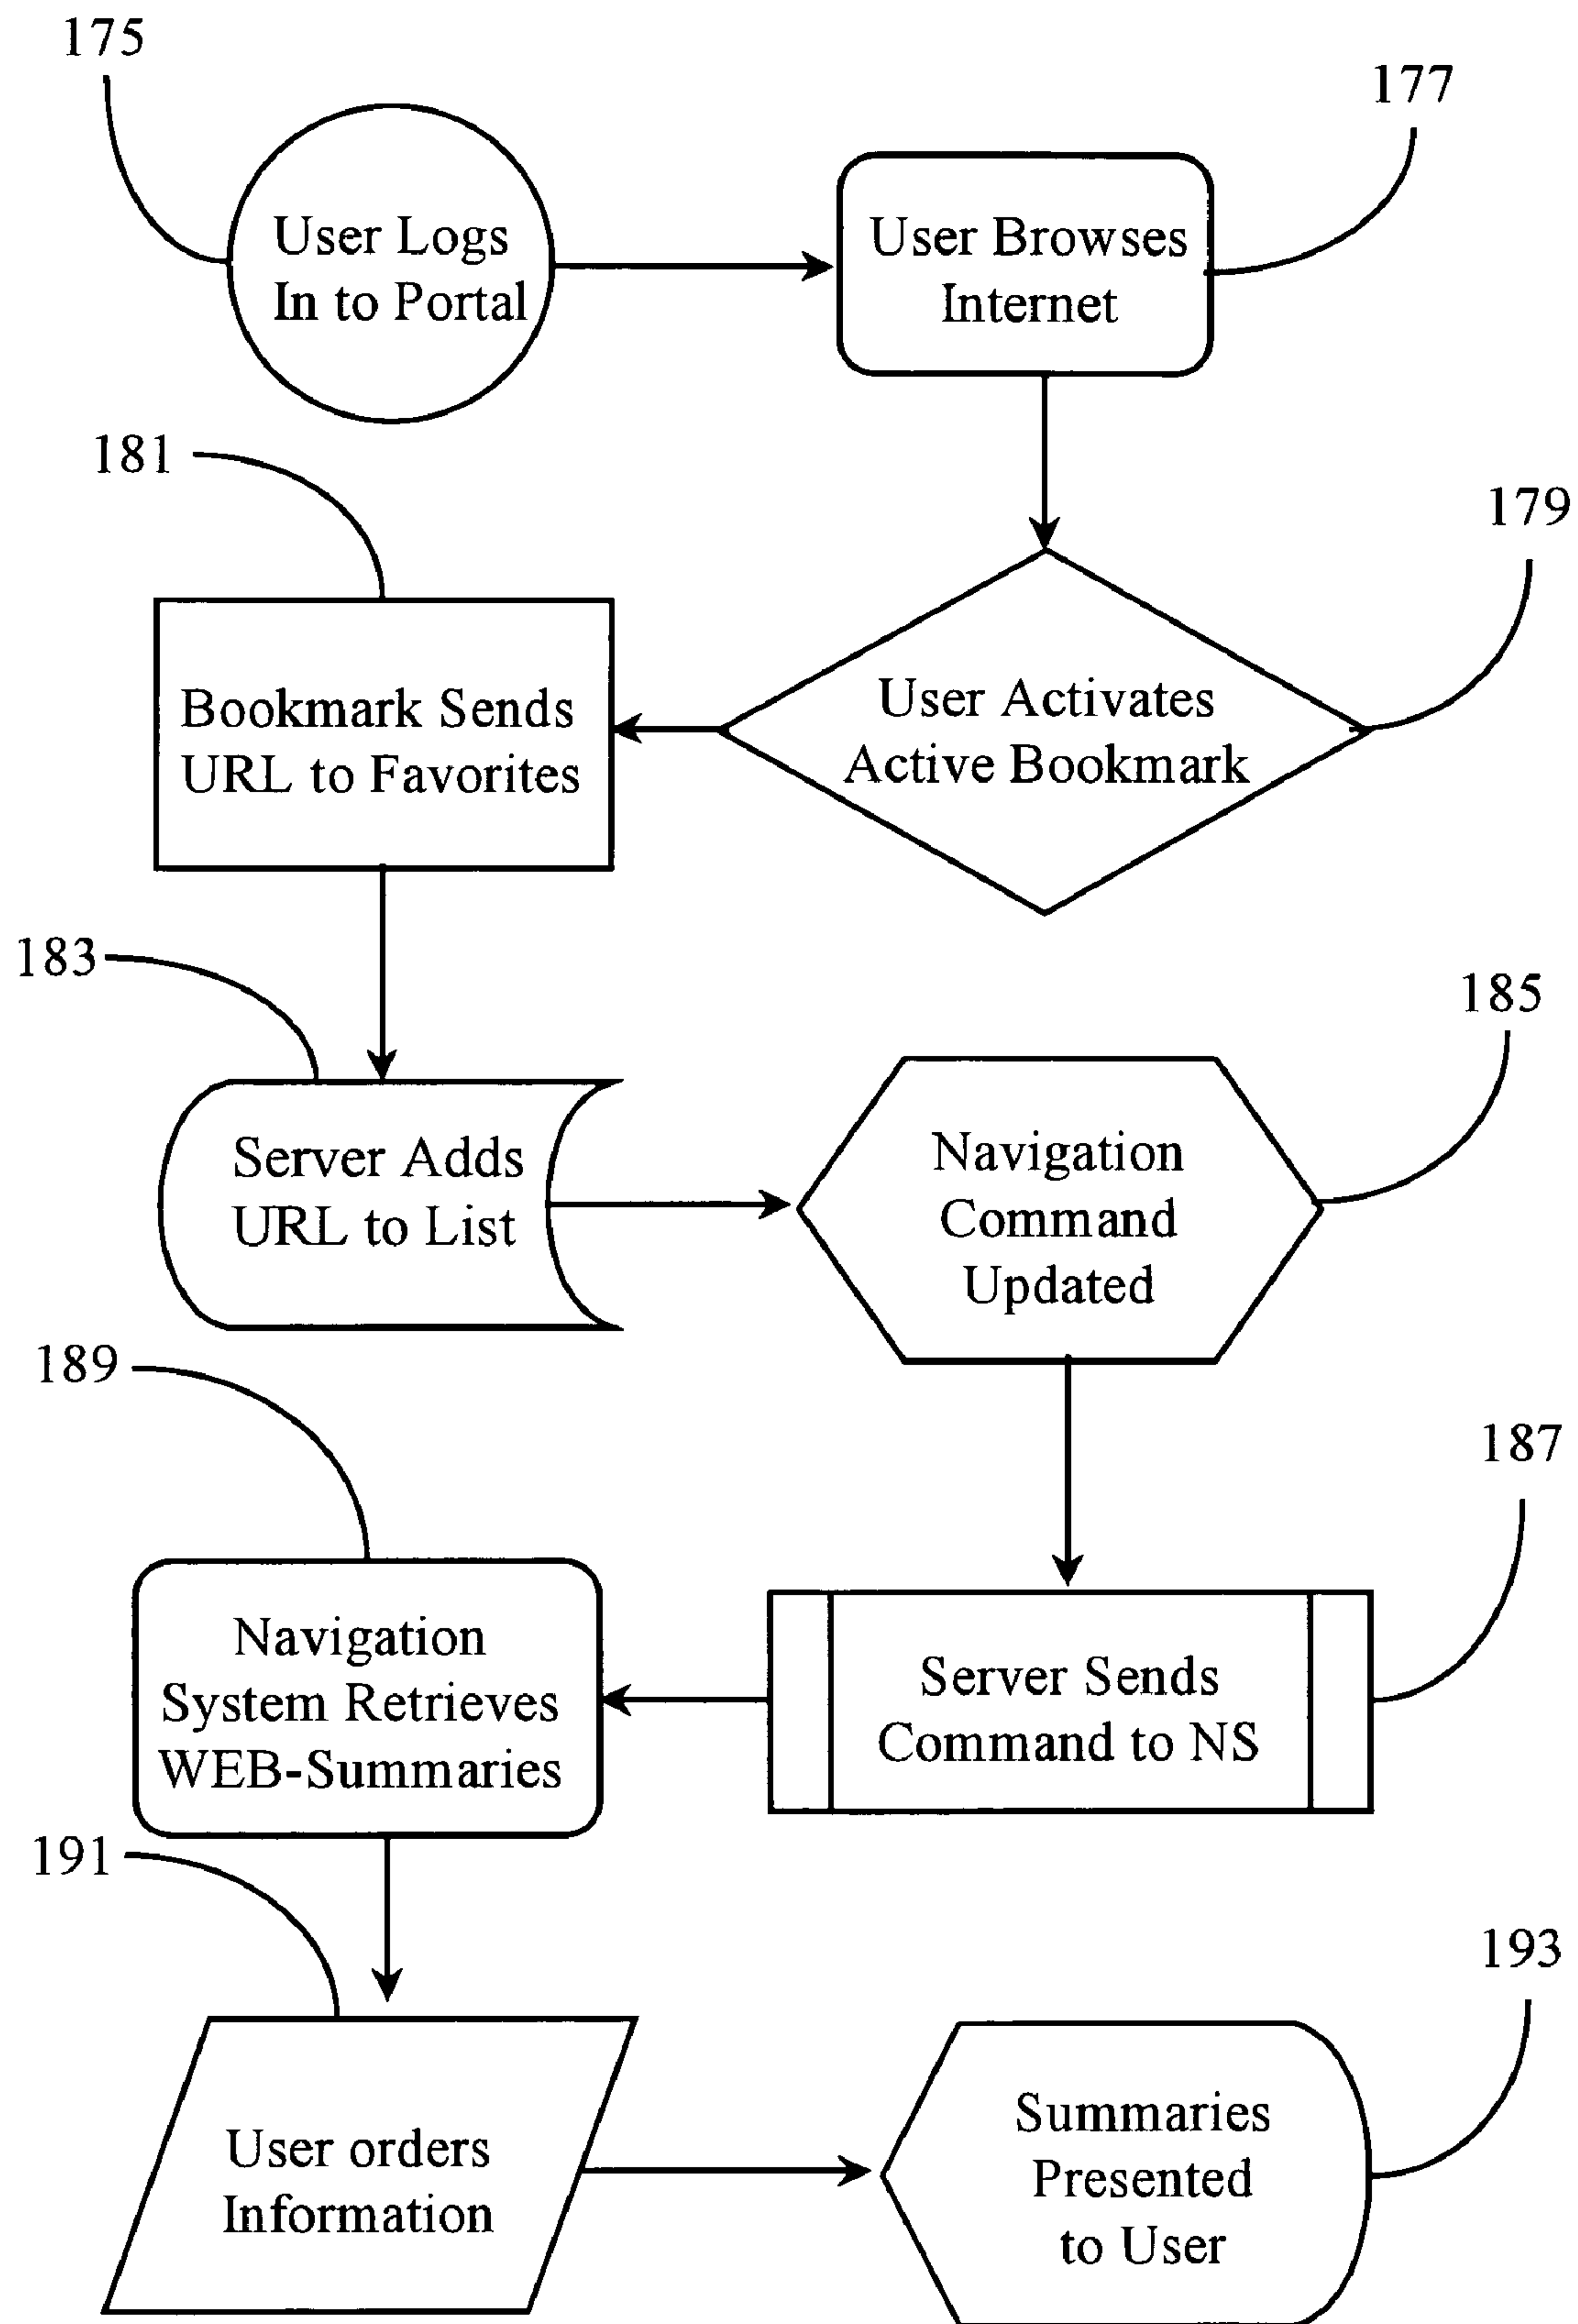 175
User Logs
In to Portal
177
User Browses
Internet
179
User Activates
Active Bookmark
181
Bookmark Sends
URL to Favorites
183
Server Adds
URL to List
185
Navigation
Command
Updated
187
Server Sends
Command to NS
189
Navigation
System Retrieves
WEB-Summaries
191
User orders
Information
193
Summaries
Presented
to User